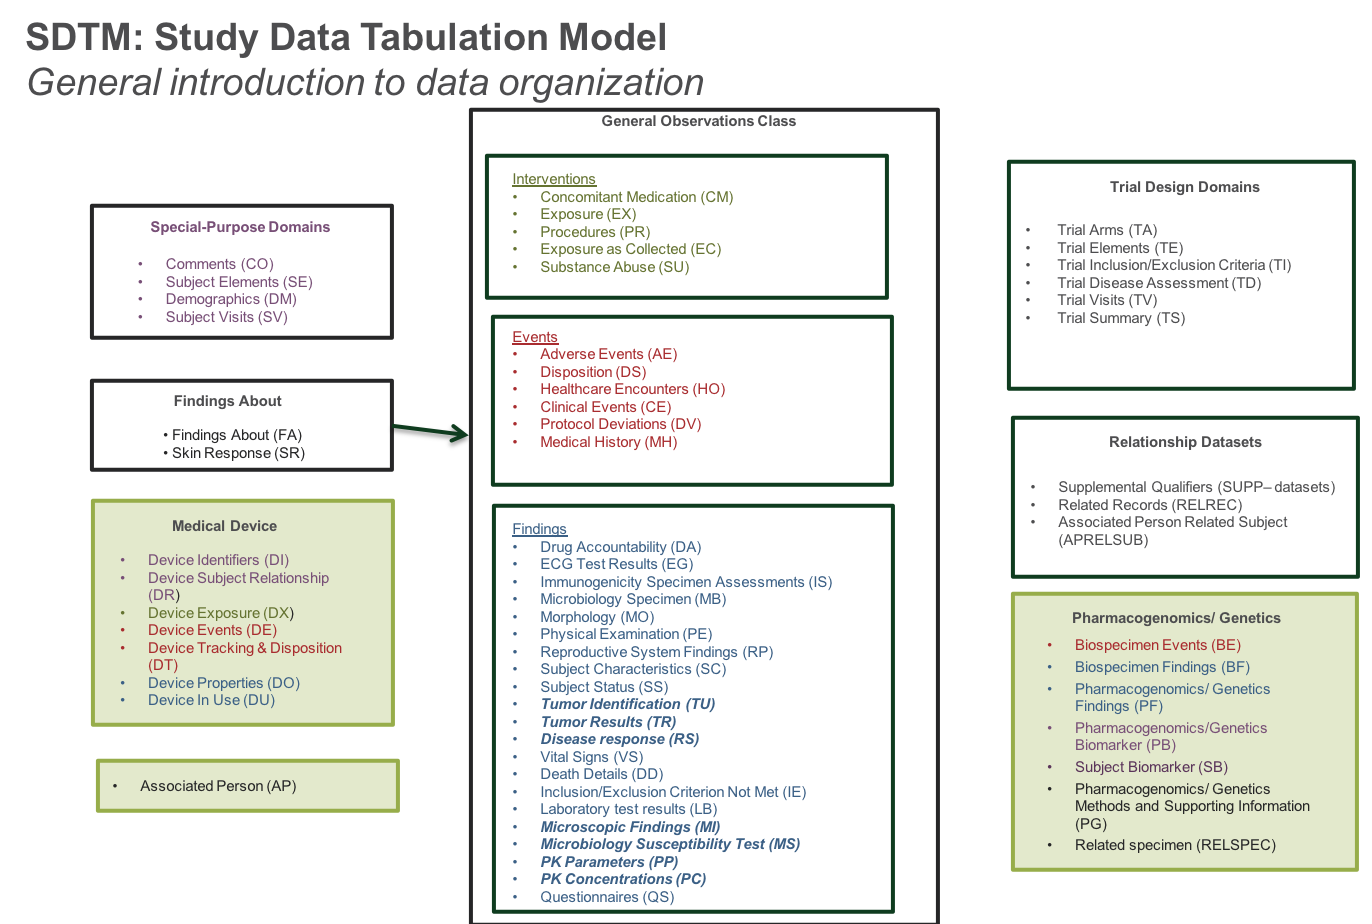 SDTM: Study Data Tabulation Model
General introduction to data organization
General Observations Class
Interventions
• Concomitant Medication (CM)
• Exposure (EX)
• Procedures (PR)
• Exposure as Collected (EC)
• Substance Abuse (SU)
Events
• Adverse Events (AE)
• Disposition (DS)
• Healthcare Encounters (HO)
• Clinical Events (CE)
• Protocol Deviations (DV)
• Medical History (MH)
Findings
• Drug Accountability (DA)
• ECG Test Results (EG)
• Immunogenicity Specimen Assessments (IS)
• Microbiology Specimen (MB)
• Morphology (MO)
• Physical Examination (PE)
• Reproductive System Findings (RP)
• Subject Characteristics (SC)
• Subject Status (SS)
• Tumor Identification (TU)
• Tumor Results (TR)
• Disease response (RS)
• Vital Signs (VS)
• Death Details (DD)
• Inclusion/Exclusion Criterion Not Met (IE)
• Laboratory test results (LB)
• Microscopic Findings (MI)
• Microbiology Susceptibility Test (MS)
• PK Parameters (PP)
• PK Concentrations (PC)
• Questionnaires (QS)
Special-Purpose Domains
• Comments (CO)
• Subject Elements (SE)
• Demographics (DM)
• Subject Visits (SV)
Findings About
• Findings About (FA)
• Skin Response (SR)
Medical Device
• Device Identifiers (DI)
• Device Subject Relationship
(DR)
• Device Exposure (DX)
• Device Events (DE)
• Device Tracking & Disposition
(DT)
• Device Properties (DO)
• Device In Use (DU)
• Associated Person (AP)
Trial Design Domains
• Trial Arms (TA)
• Trial Elements (TE)
• Trial Inclusion/Exclusion Criteria (TI)
• Trial Disease Assessment (TD)
• Trial Visits (TV)
• Trial Summary (TS)
Relationship Datasets
• Supplemental Qualifiers (SUPP– datasets)
• Related Records (RELREC)
• Associated Person Related Subject
(APRELSUB)
Pharmacogenomics/ Genetics
• Biospecimen Events (BE)
• Biospecimen Findings (BF)
• Pharmacogenomics/ Genetics
Findings (PF)
• Pharmacogenomics/Genetics
Biomarker (PB)
• Subject Biomarker (SB)
• Pharmacogenomics/ Genetics
Methods and Supporting Information
(PG)
• Related specimen (RELSPEC)